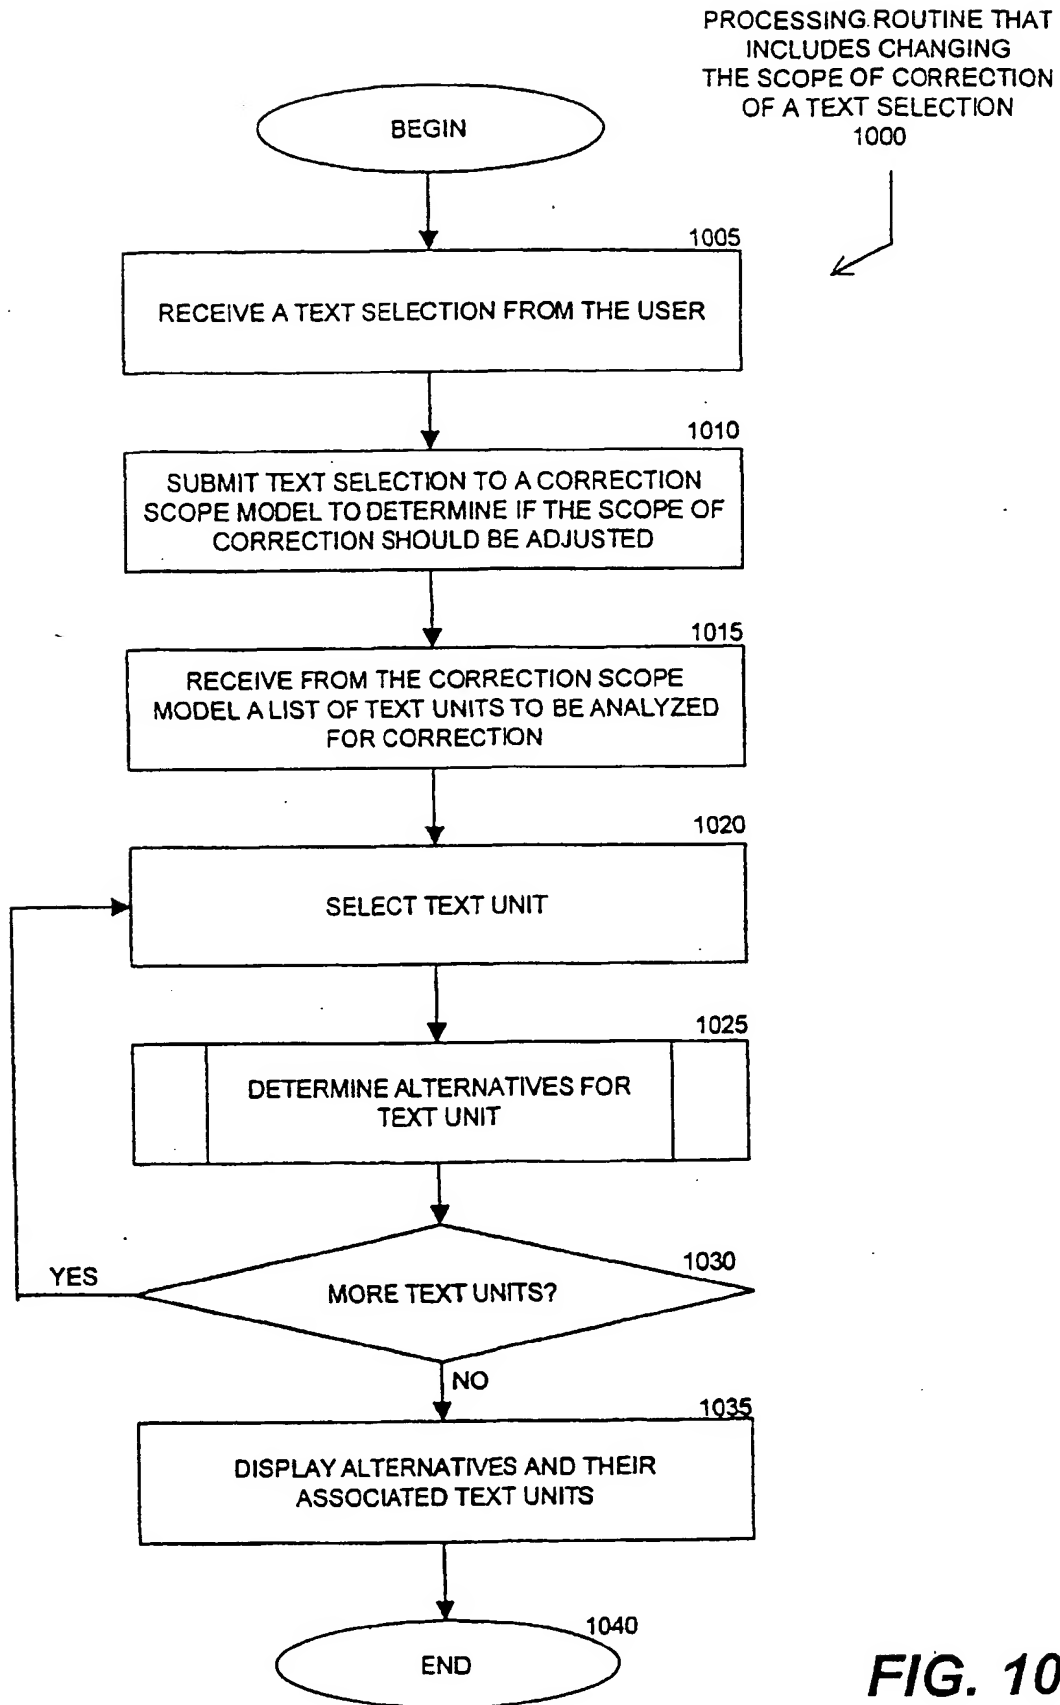 PROCESSING ROUTINE THAT
INCLUDES CHANGING
THE SCOPE OF CORRECTION
OF A TEXT SELECTION
1000
BEGIN
1005
RECEIVE A TEXT SELECTION FROM THE USER
1010
SUBMIT TEXT SELECTION TO A CORRECTION
SCOPE MODEL TO DETERMINE IF THE SCOPE OF
CORRECTION SHOULD BE ADJUSTED
1015
RECEIVE FROM THE CORRECTION SCOPE
MODEL A LIST OF TEXT UNITS TO BE ANALYZED
FOR CORRECTION
1020
SELECT TEXT UNIT
1025
DETERMINE ALTERNATIVES FOR
TEXT UNIT
1030
YES
MORE TEXT UNITS?
NO
1035
DISPLAY ALTERNATIVES AND THEIR
ASSOCIATED TEXT UNITS
1040
END
FIG. 10